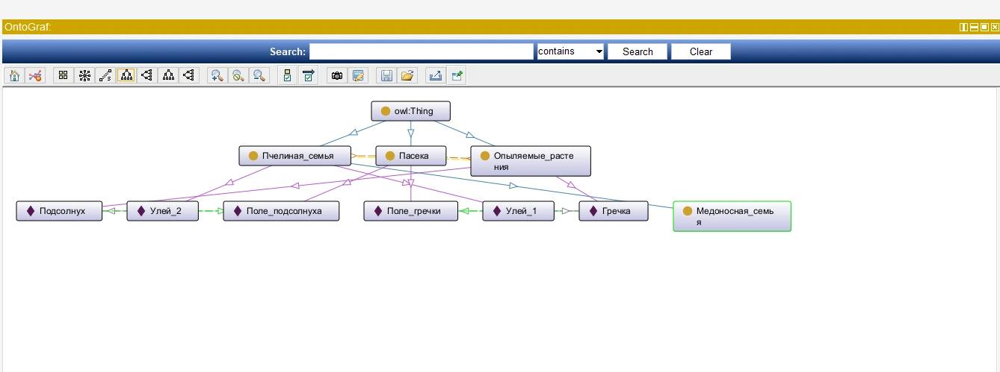 OntoGraf:
Search: contains Search Clear
owl:Thing
Пчелиная_семья Пасека Опыляемые_расте
ния
Подсолнух Улей_2 Поле_подсолнуха Поле_гречки Улей_1 Гречка Медоносная_семь
я